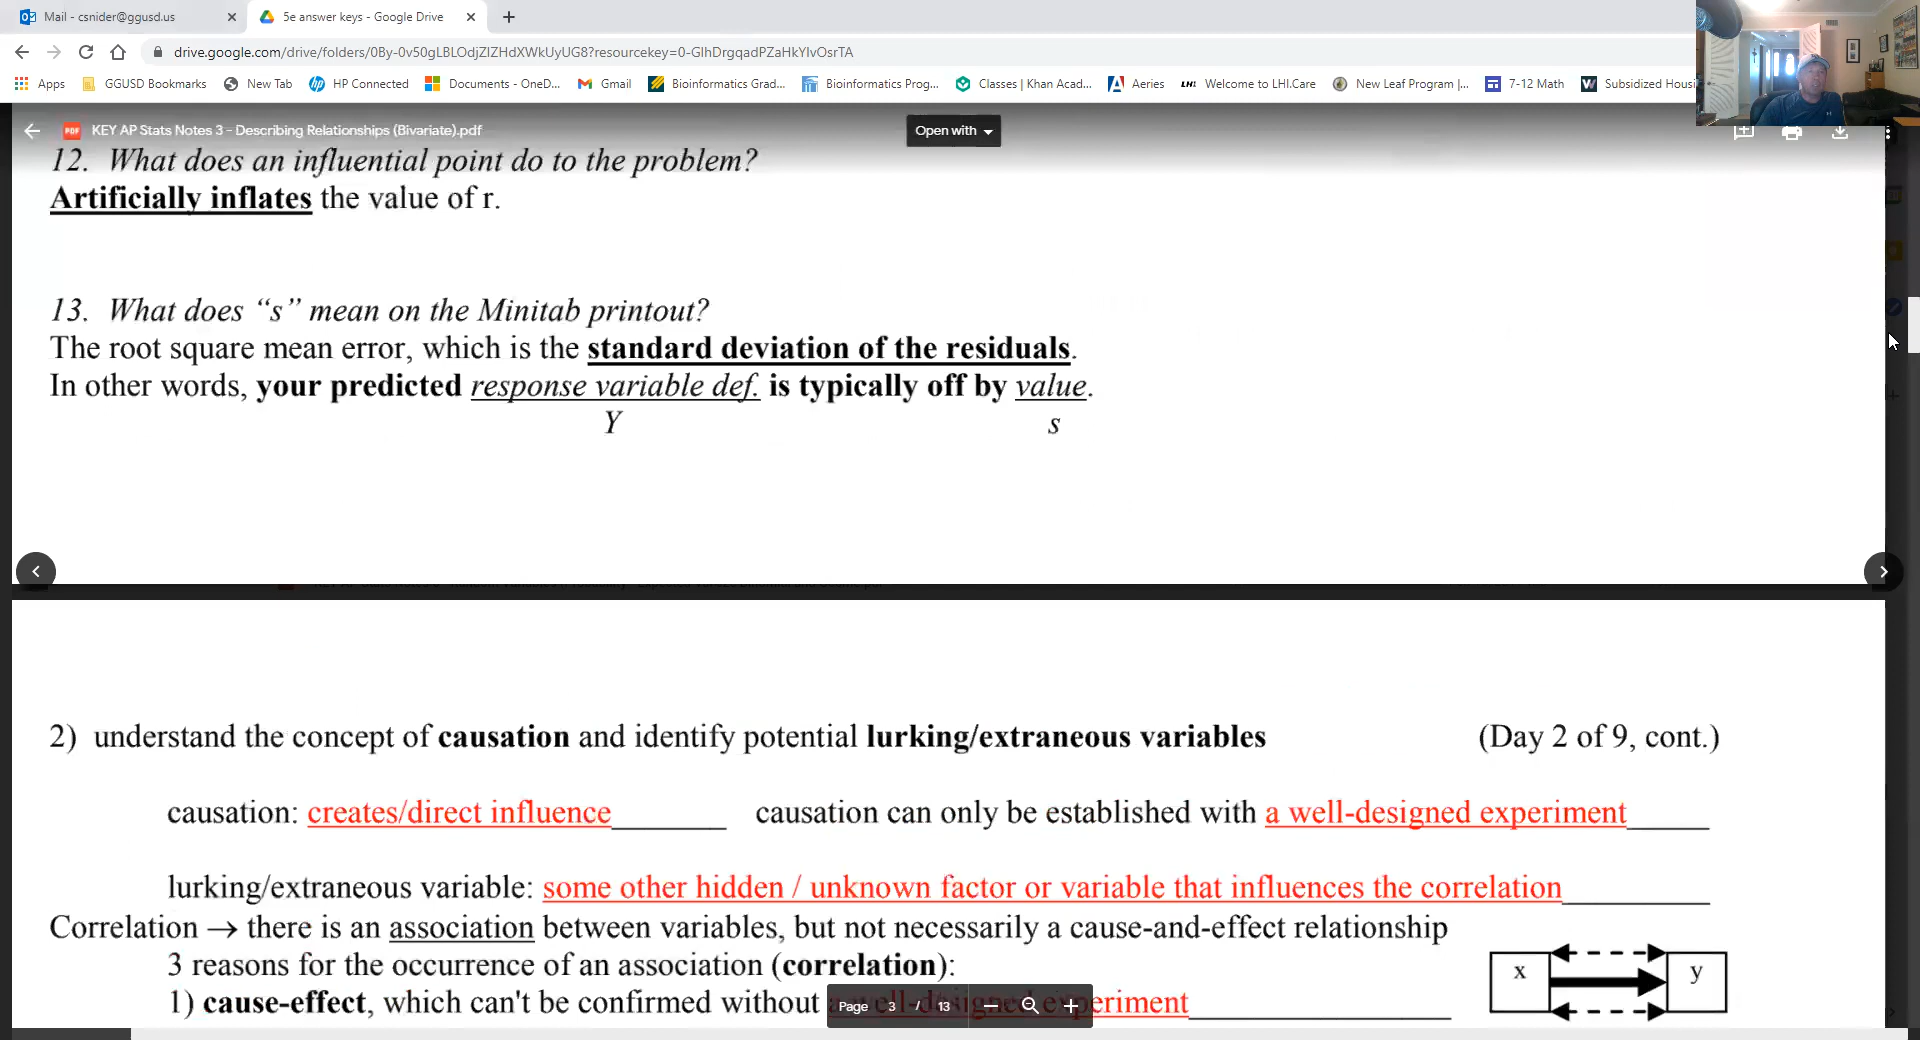 Mail - csnider@ggusd.us
5e answer keys - Google Drive
drive.google.com/drive/folders/0By-0v50gLBLOdjZlZHdXWkUyUG8?resourcekey=0-GlhDrgqadPZaHkYlvOsrTA
Apps GGUSD Bookmarks New Tab HP Connected Documents - OneD... Gmail Bioinformatics Grad... Bioinformatics Prog... Classes | Khan Acad... Aeries LHI Welcome to LHI.Care New Leaf Program |... 7-12 Math Subsidized Housi
PDF KEY AP Stats Notes 3 - Describing Relationships (Bivariate).pdf
Open with
12. What does an influential point do to the problem?
Artificially inflates the value of r.
13. What does “s” mean on the Minitab printout?
The root square mean error, which is the standard deviation of the residuals.
In other words, your predicted response variable def. is typically off by value.
Y s
2) understand the concept of causation and identify potential lurking/extraneous variables (Day 2 of 9, cont.)
causation: creates/direct influence________ causation can only be established with a well-designed experiment______
lurking/extraneous variable: some other hidden / unknown factor or variable that influences the correlation__________
Correlation → there is an association between variables, but not necessarily a cause-and-effect relationship
3 reasons for the occurrence of an association (correlation):
x y
1) cause-effect, which can't be confirmed without a well-designed experiment__________________
Page 3 / 13